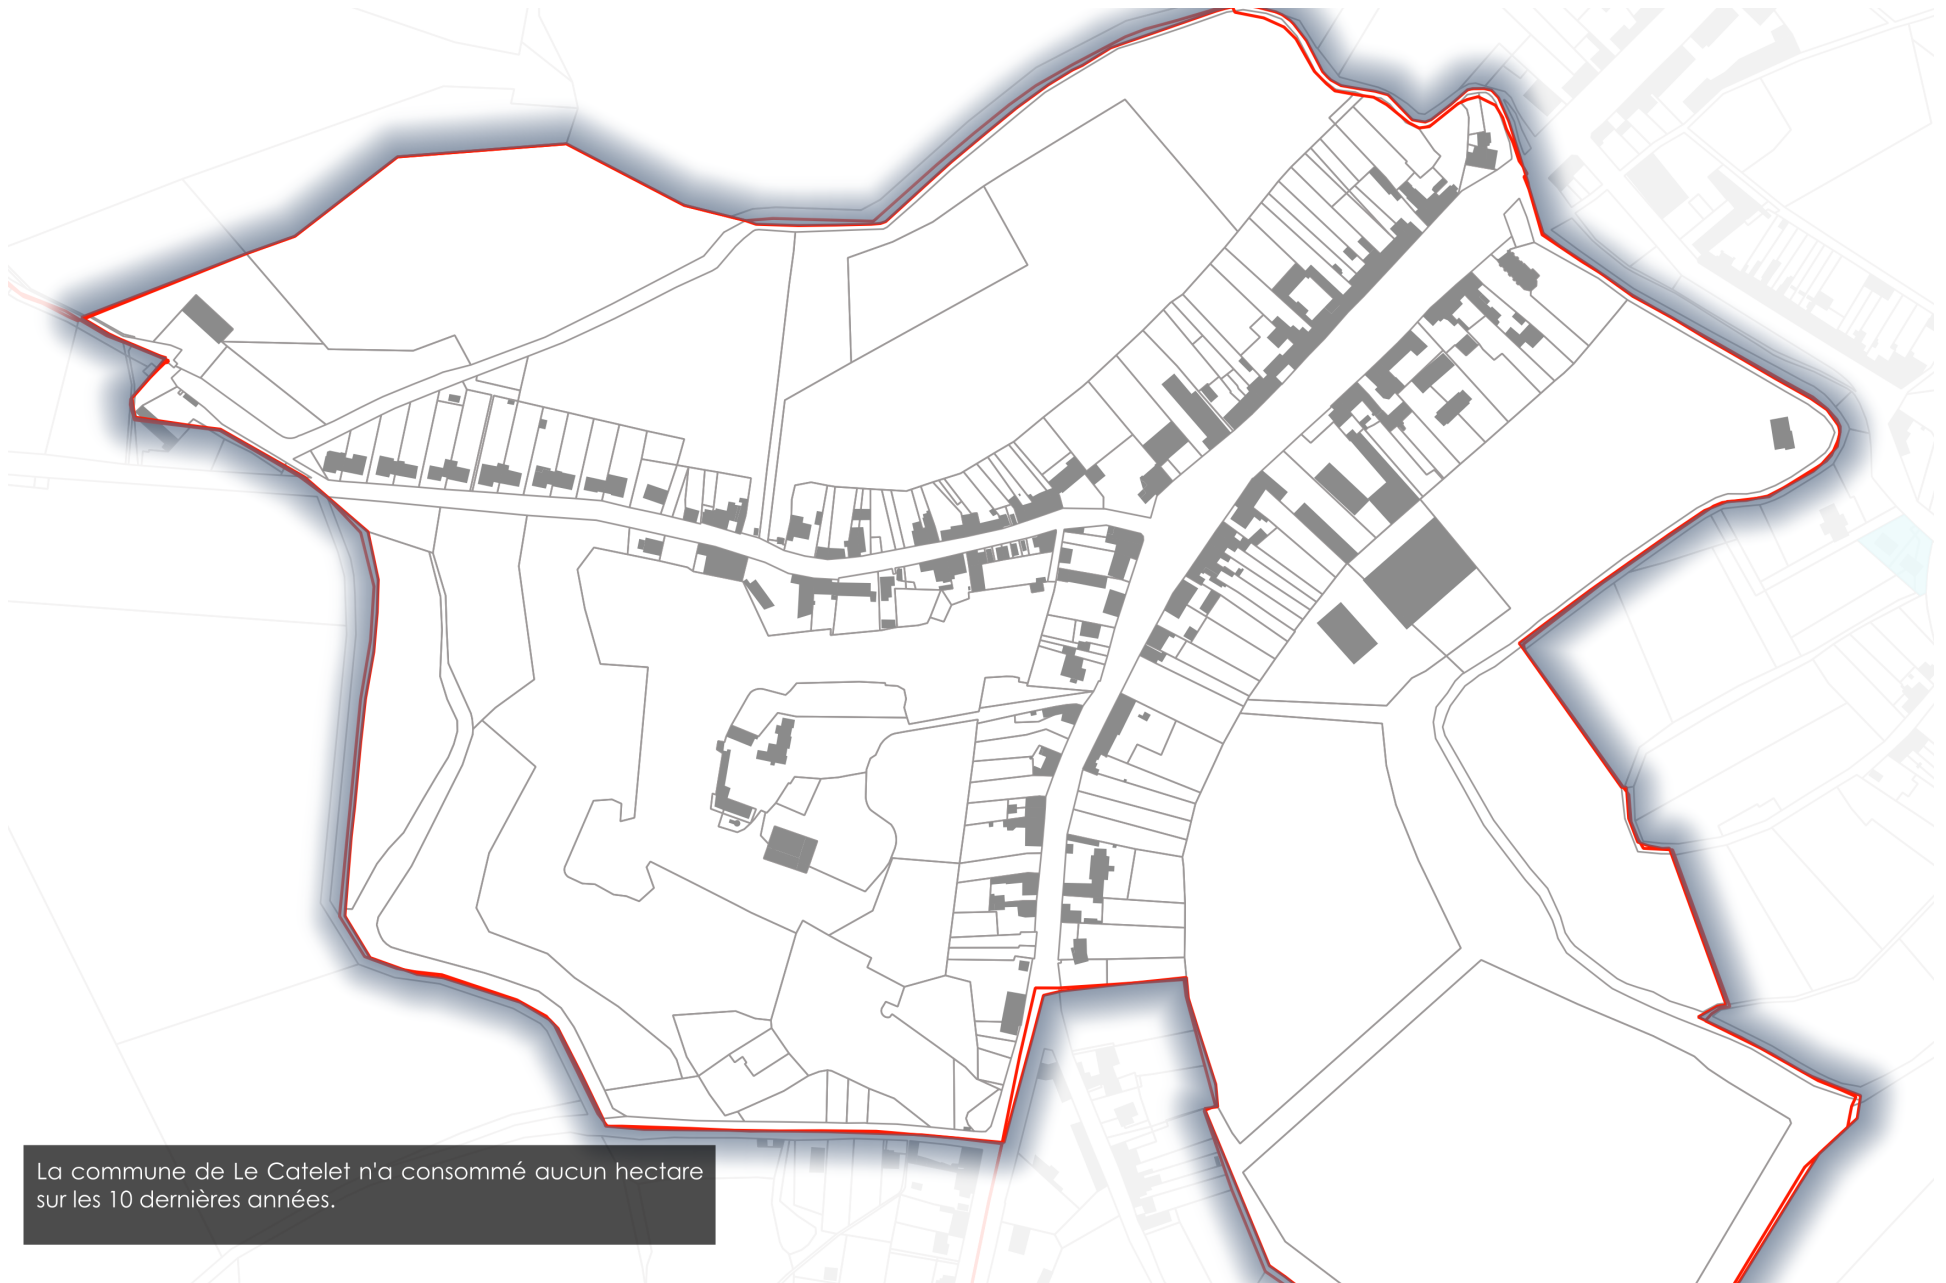 La commune de Le Catelet n'a consommé aucun hectare
sur les 10 dernières années.